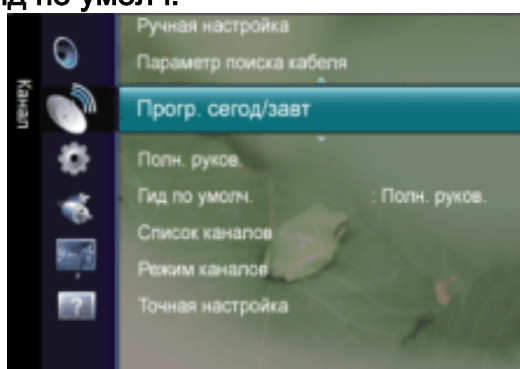 ид по умолч.
Канал
Ручная настройка
Параметр поиска кабеля
Прогр. сегод/завт
Полн. руков.
Гид по умолч. : Полн. руков.
Список каналов
Режим каналов
Точная настройка